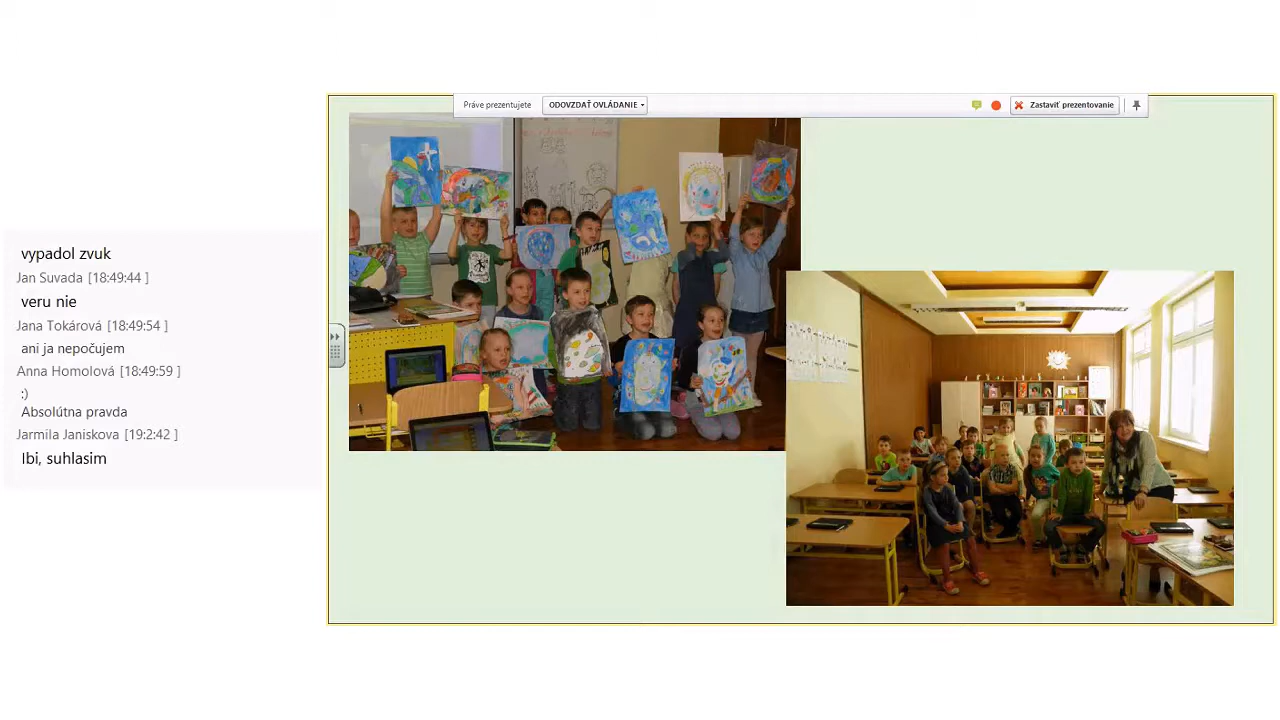 Práve prezentujete
ODOVZDAŤ OVLÁDANIE
Zastaviť prezentovanie
vypadol zvuk
Jan Suvada [18:49:44 ]
veru nie
Jana Tokárová [18:49:54 ]
ani ja nepočujem
Anna Homolová [18:49:59 ]
:)
Absolútna pravda
Jarmila Janiskova [19:2:42 ]
Ibi, suhlasim